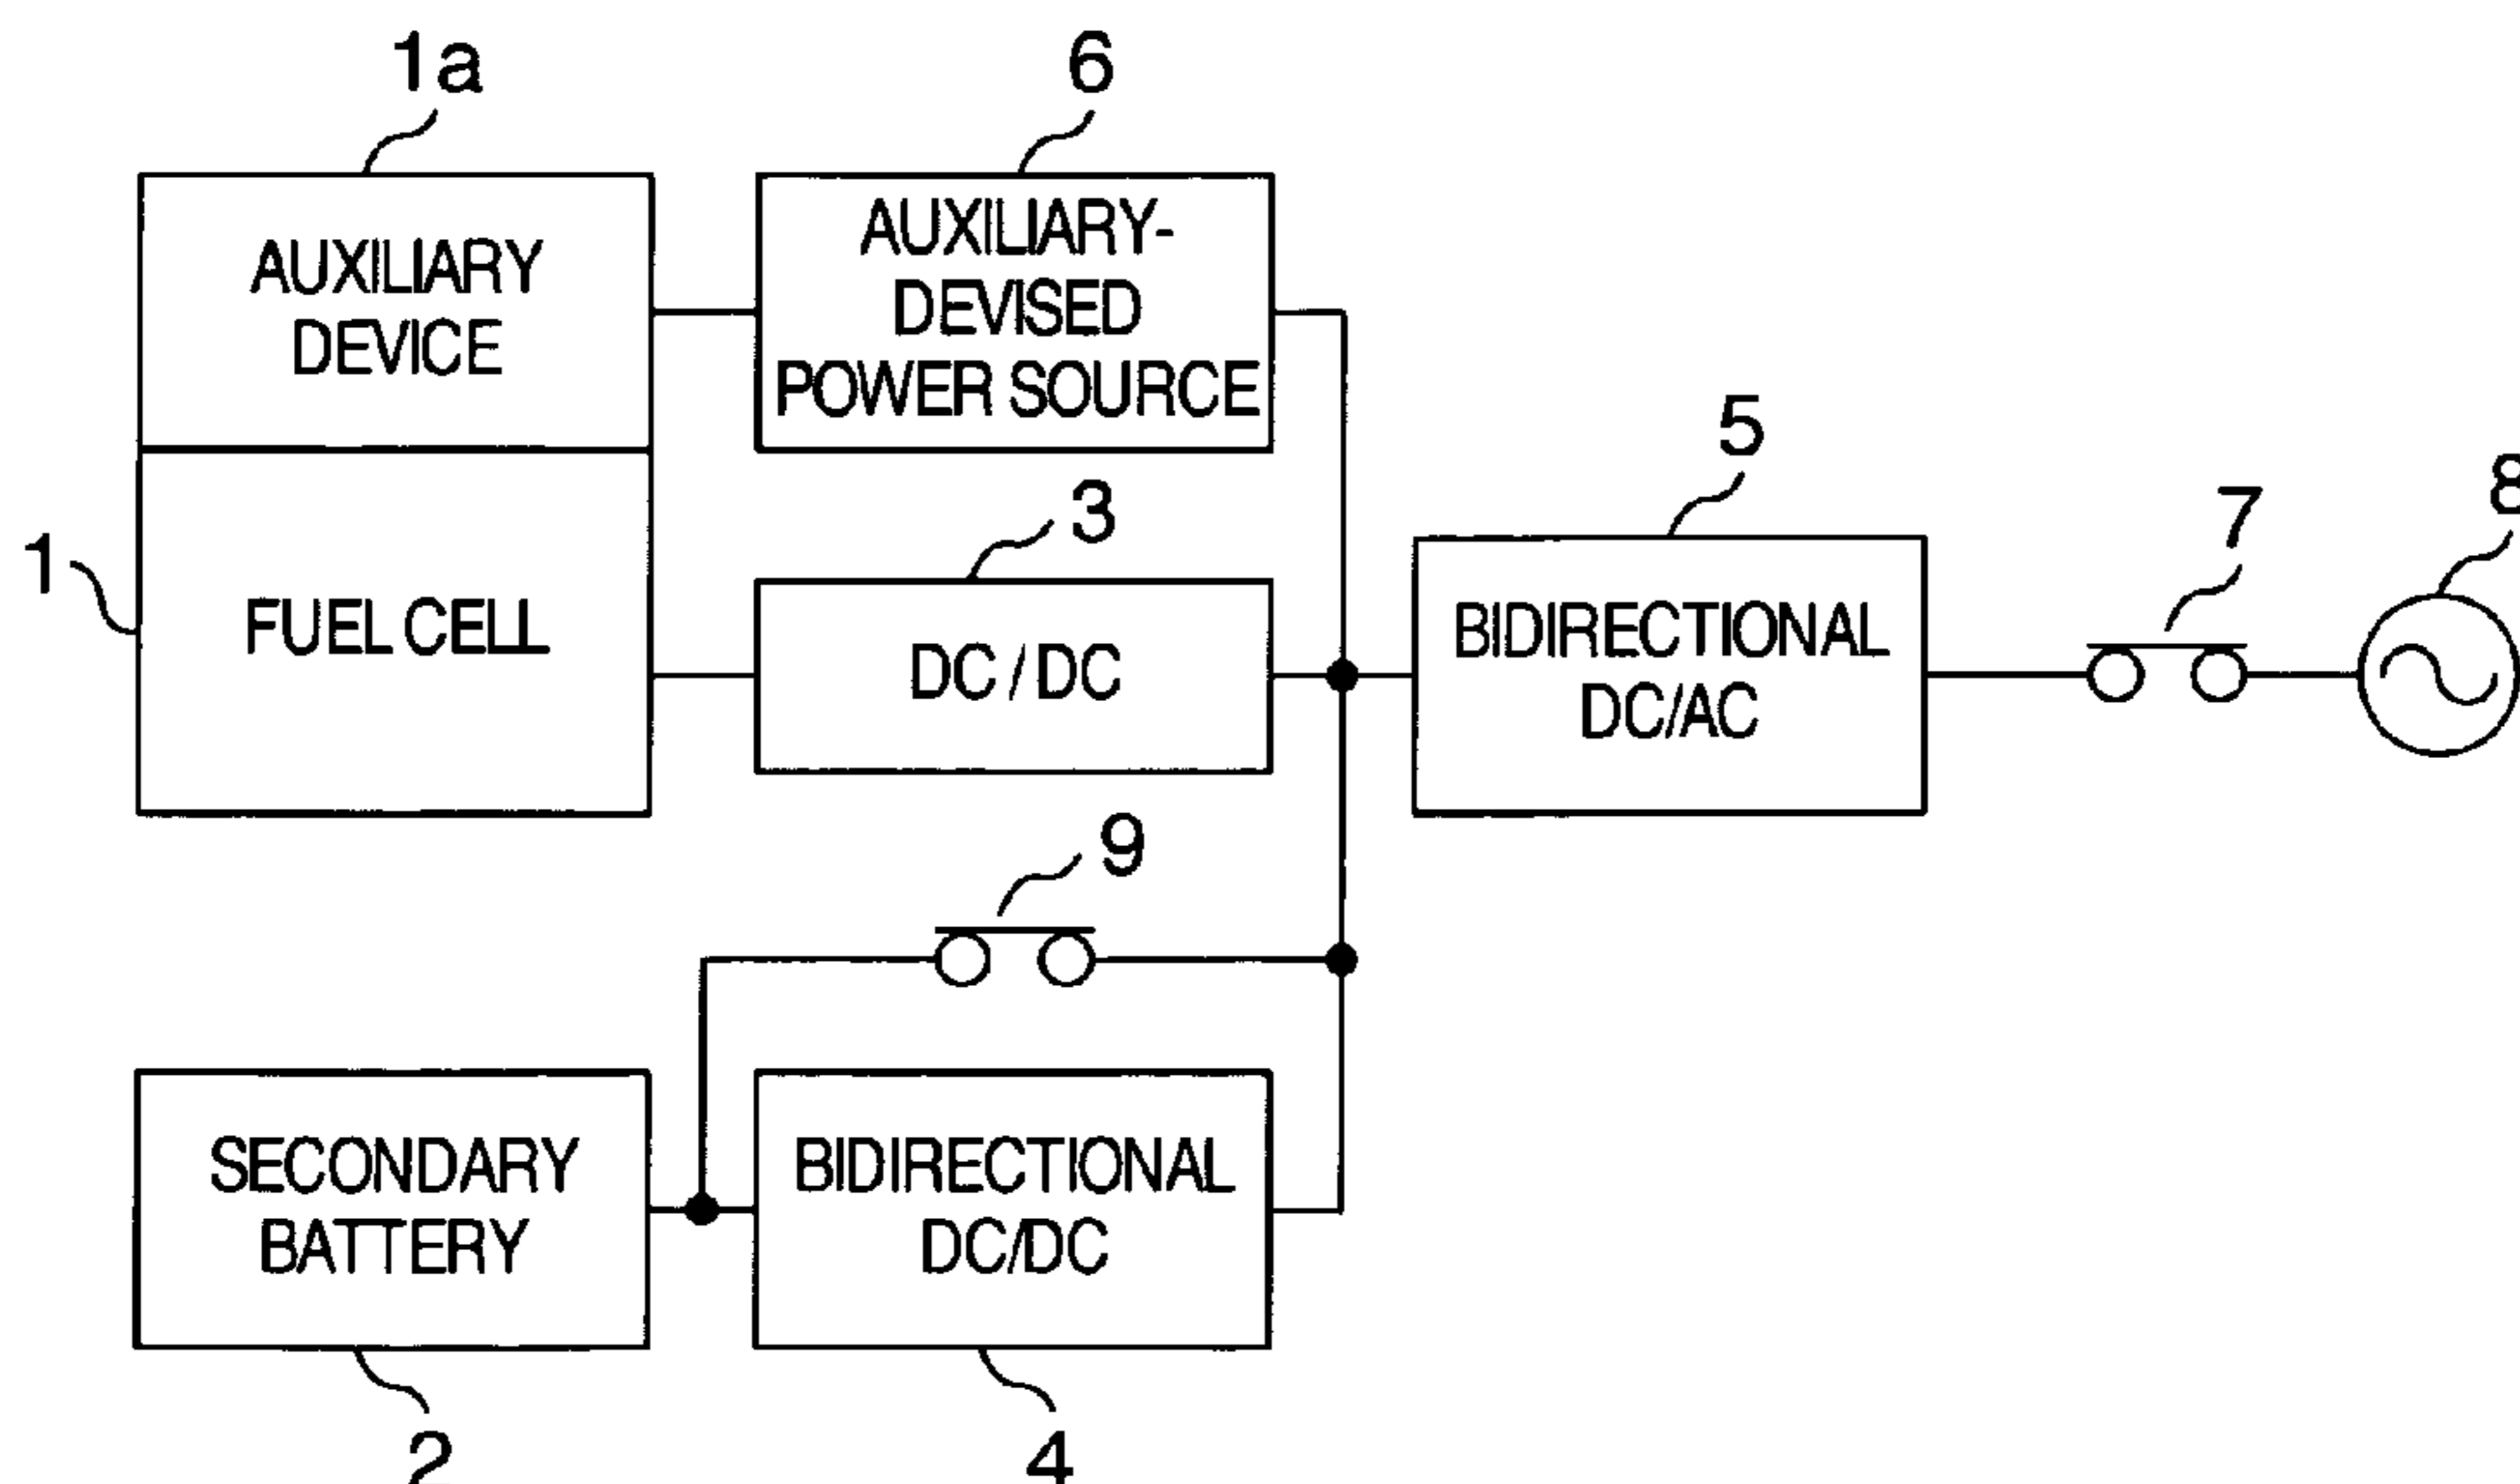 1a
6
AUXILIARY
DEVICE
AUXILIARY-
DEVISED
POWER SOURCE
5
3
7
8
1
FUEL CELL
DC / DC
BIDIRECTIONAL
DC/AC
9
SECONDARY
BATTERY
BIDIRECTIONAL
DC/DC
2
4